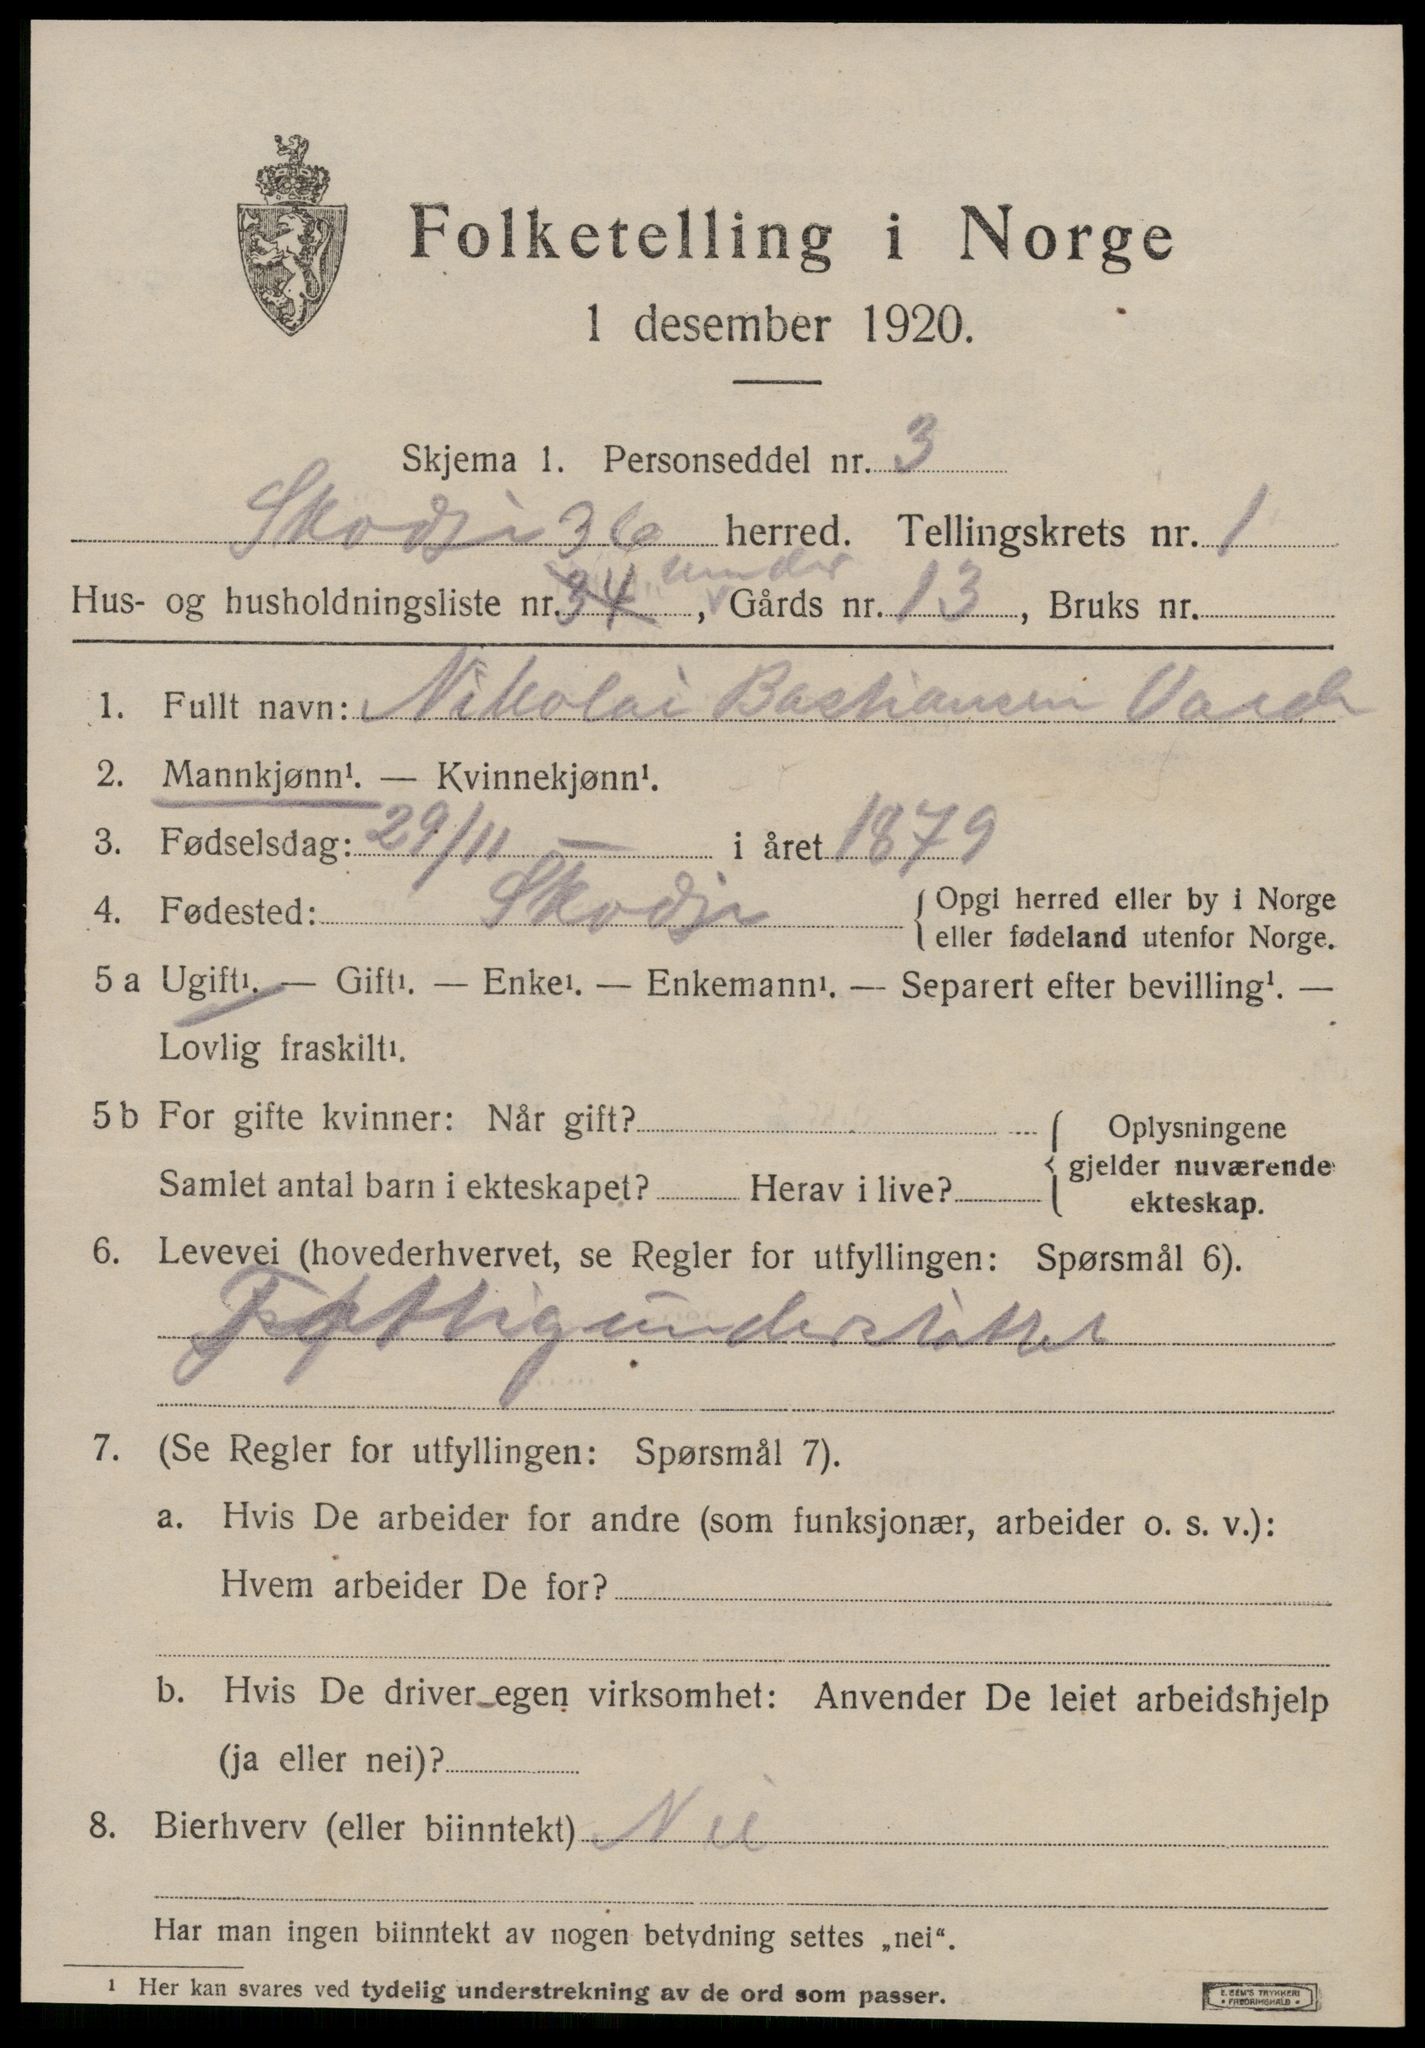 Folketelling i Norge
1 desember 1920.
Skjema 1. Personseddel nr. 3
Skodje 36 herred. Tellingskrets nr. 1
under
Hus- og husholdningsliste nr. 34, Gårds nr. 13, Bruks nr.
1. Fullt navn: Nikolai Bastiansen
2. Mannkjønn¹. — Kvinnekjønn¹.
3. Fødselsdag: 29/11 — i året 1879
4. Fødested: Skodje { Opgi herred eller by i Norge
eller fødeland utenfor Norge.
5 a Ugift¹. — Gift¹. — Enke¹. — Enkemann¹. — Separert efter bevilling¹. —
Lovlig fraskilt¹.
5 b For gifte kvinner: Når gift? { Oplysningene
gjelder nuværende
Samlet antal barn i ekteskapet? Herav i live?
ekteskap.
6. Levevei (hovederhvervet, se Regler for utfyllingen: Spørsmål 6).
Fattigunderstøttet
7. (Se Regler for utfyllingen: Spørsmål 7).
a. Hvis De arbeider for andre (som funksjonær, arbeider o. s. v.):
Hvem arbeider De for?
b. Hvis De driver egen virksomhet: Anvender De leiet arbeidshjelp
(ja eller nei)?
8. Bierhverv (eller biinntekt) Nei
Har man ingen biinntekt av nogen betydning settes „nei“.
¹ Her kan svares ved tydelig understrekning av de ord som passer.
E. SEM'S TRYKKERI
• FREDRIKSHALD •